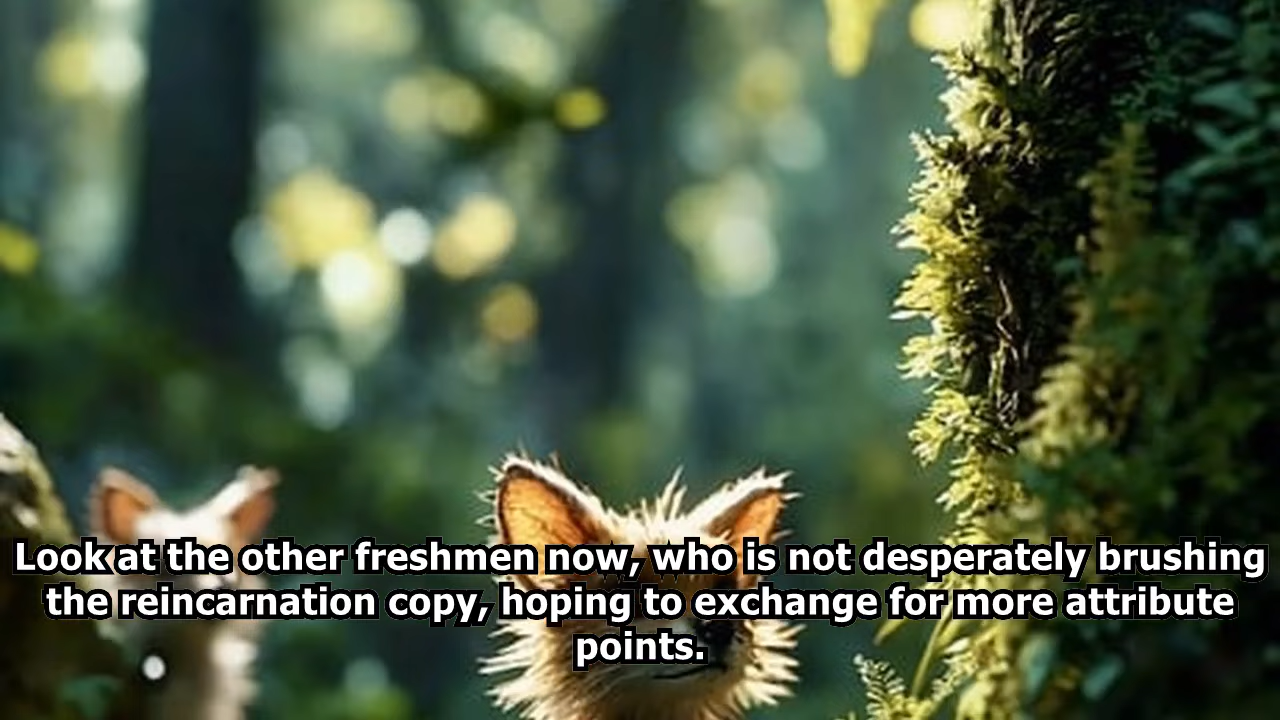 Look at the other freshmen now, who is not desperately brushing
the reincarnation copy, hoping to exchange for more attribute
points.